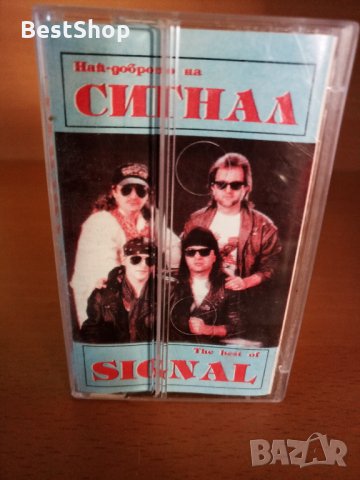 BestShop
Най-доброто на
СИГНАЛ
The best of
SIGNAL
BAZAR